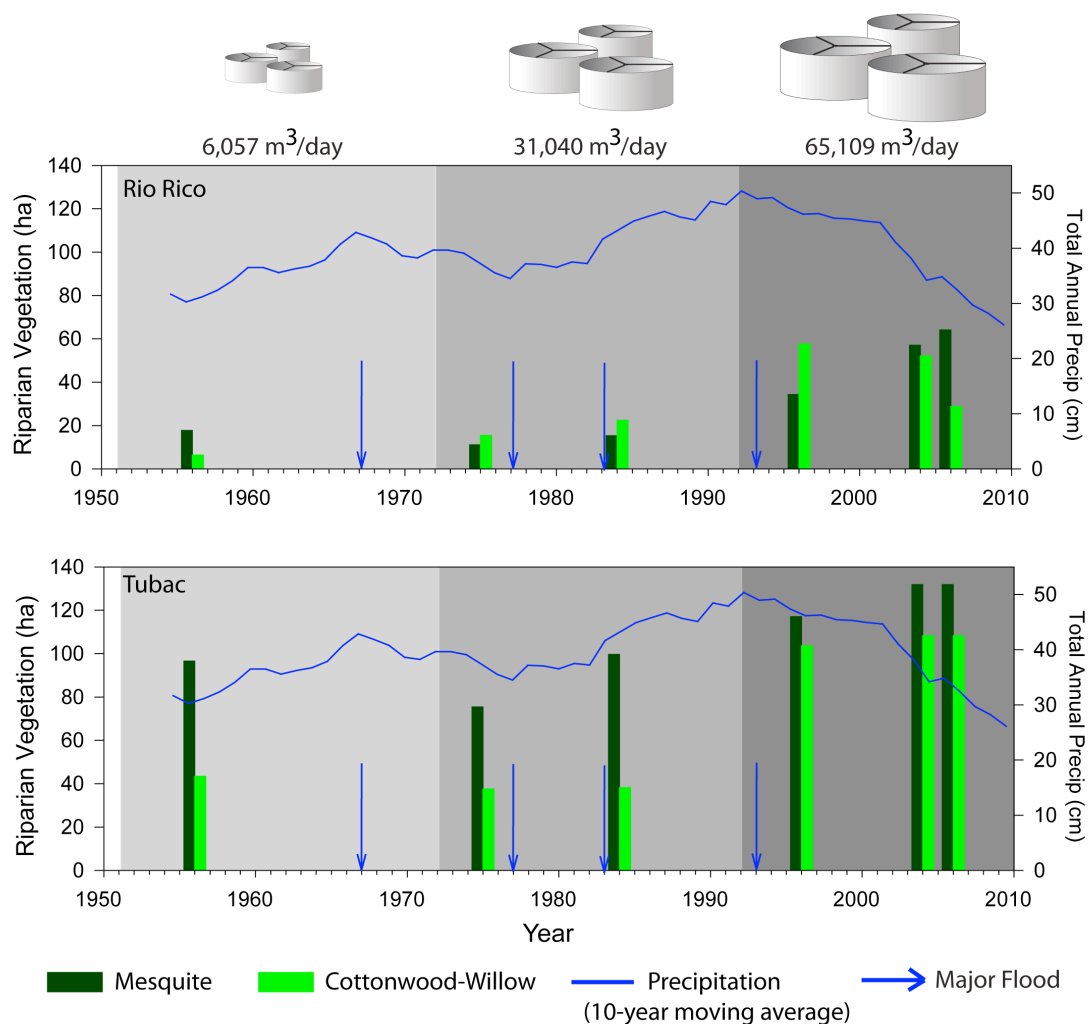 6,057 m³/day 31,040 m³/day 65,109 m³/day
Rio Rico
Riparian Vegetation (ha)
140
120
100
80
60
40
20
0
Total Annual Precip (cm)
50
40
30
20
10
0
1950 1960 1970 1980 1990 2000 2010
Tubac
Riparian Vegetation (ha)
140
120
100
80
60
40
20
0
Total Annual Precip (cm)
50
40
30
20
10
0
1950 1960 1970 1980 1990 2000 2010
Year
Mesquite Cottonwood-Willow Precipitation Major Flood
(10-year moving average)